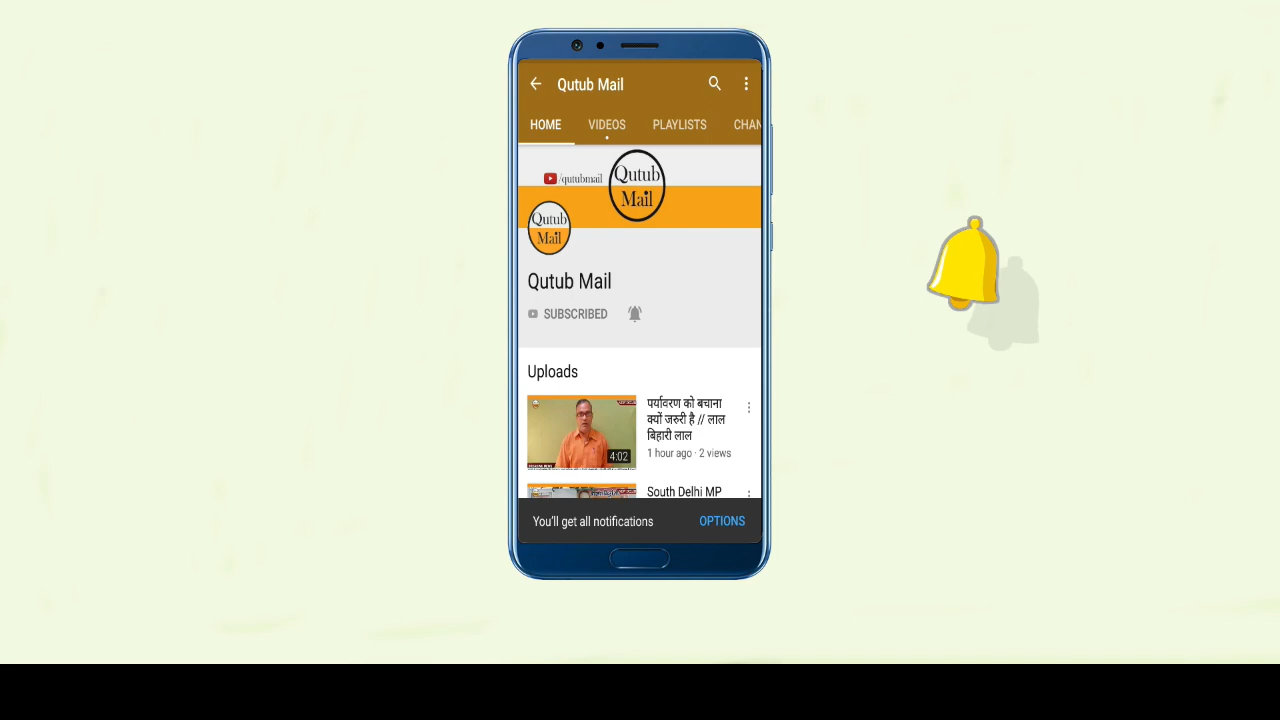 Qutub Mail
HOME VIDEOS PLAYLISTS CHAN
/qutubmail
Qutub
Mail
Qutub
Mail
Qutub Mail
SUBSCRIBED
Uploads
पर्यावरण को बचाना
क्यों जरुरी है // लाल
बिहारी लाल
4:02
1 hour ago · 2 views
South Delhi MP
You'll get all notifications OPTIONS